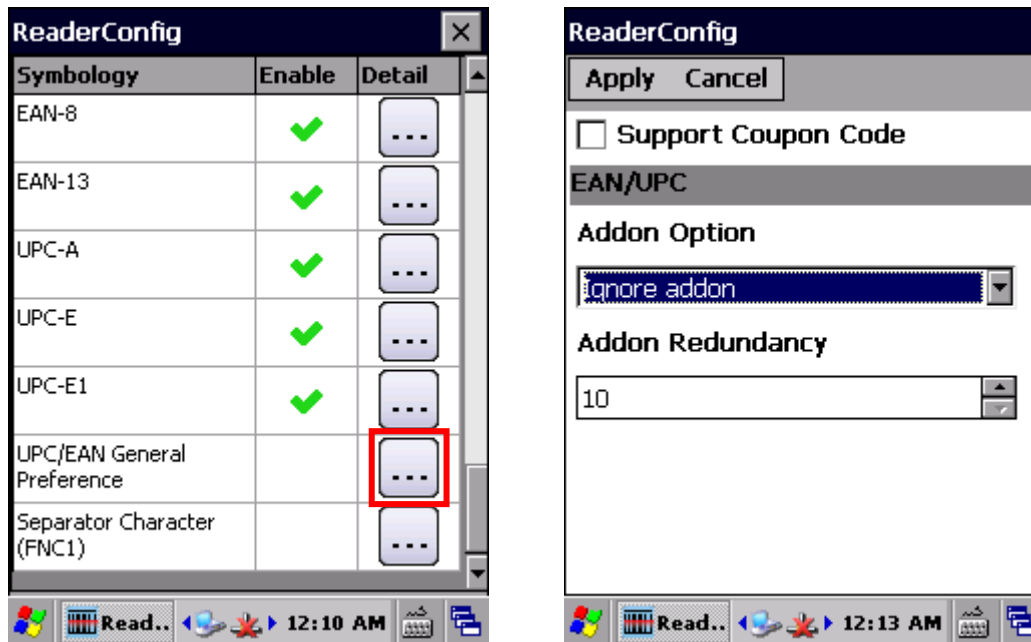 ReaderConfig
Symbology Enable Detail
EAN-8 ...
EAN-13 ...
UPC-A ...
UPC-E ...
UPC-E1 ...
UPC/EAN General
Preference ...
Separator Character
(FNC1) ...
Read.. 12:10 AM
ReaderConfig
Apply Cancel
Support Coupon Code
EAN/UPC
Addon Option
Ignore addon
Addon Redundancy
10
Read.. 12:13 AM